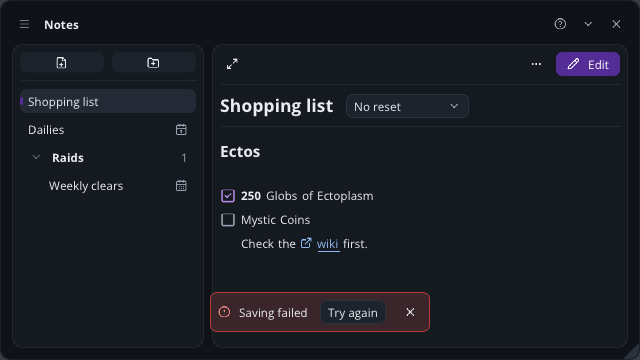 Notes
Edit
Shopping list
Dailies
Raids 1
Weekly clears
Shopping list No reset
Ectos
250 Globs of Ectoplasm
Mystic Coins
Check the wiki first.
Saving failed Try again